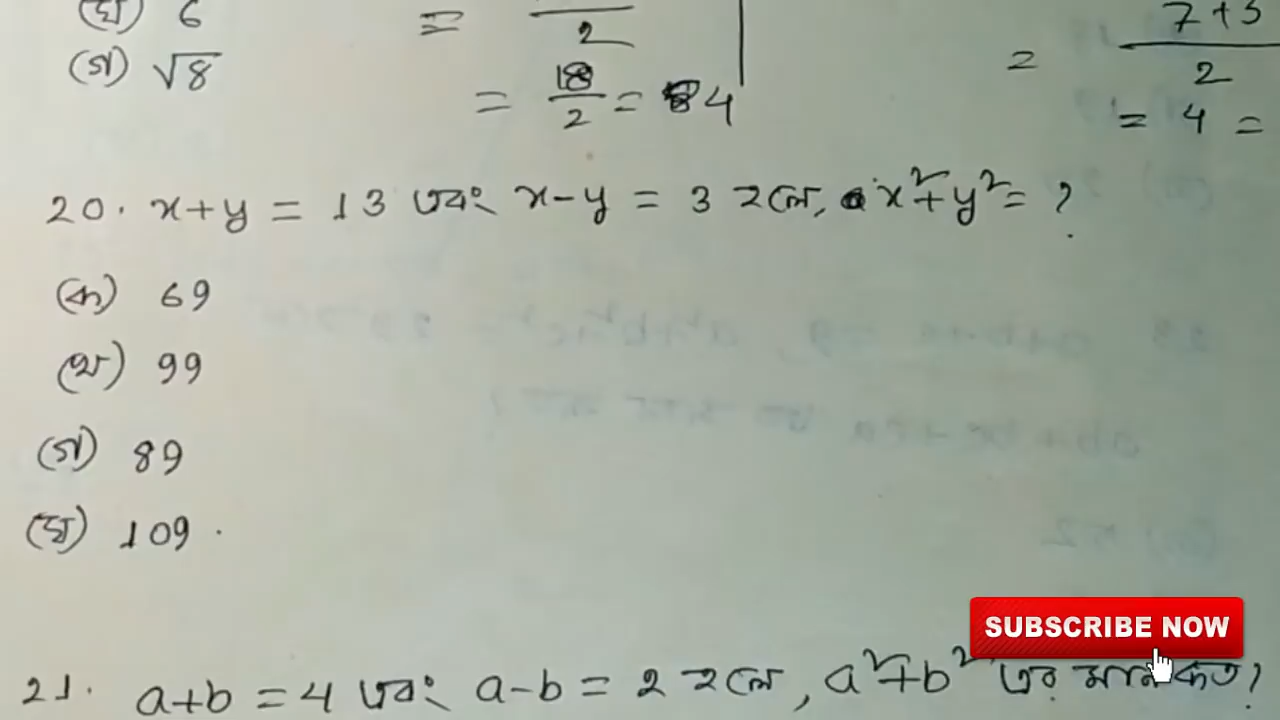 (ঘ) 6
(গ) √8
= 2
= 18/2 = 4
7+
= 2
= 4 =
20. x+y = 13 এবং x-y = 3 হলে, x²+y² = ?
(ক) 69
(খ) 99
(গ) 89
(ঘ) 109.
21. a+b = 4 এবং a-b = 2 হলে, a²+b² এর মান কত?
SUBSCRIBE NOW